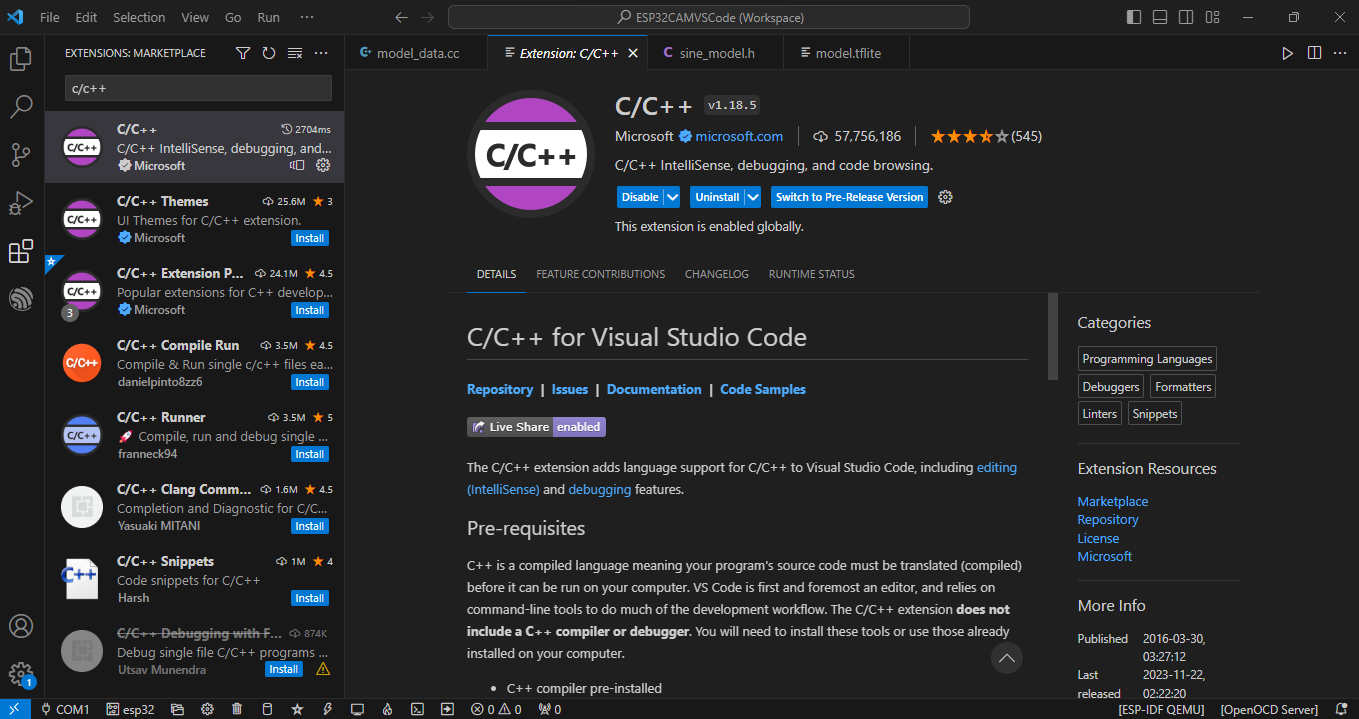 File Edit Selection View Go Run ···
ESP32CAMVSCode (Workspace)
EXTENSIONS: MARKETPLACE
c/c++
C/C++ 2704ms
C/C++ IntelliSense, debugging, and...
Microsoft
C/C++ Themes 25.6M 3
UI Themes for C/C++ extension.
Microsoft Install
C/C++ Extension P... 24.1M 4.5
Popular extensions for C++ develop...
3 Microsoft Install
C/C++ Compile Run 3.5M 4.5
Compile & Run single c/c++ files ea...
danielpinto8zz6 Install
C/C++ Runner 3.5M 5
🚀 Compile, run and debug single ...
franneck94 Install
C/C++ Clang Comm... 1.6M 4.5
Completion and Diagnostic for C/C...
Yasuaki MITANI Install
C/C++ Snippets 1M 4
Code snippets for C/C++
Harsh Install
C/C++ Debugging with F... 874K
Debug single file C/C++ programs ...
Utsav Munendra Install
1
model_data.cc Extension: C/C++ sine_model.h model.tflite
C/C++
C/C++ v1.18.5
Microsoft microsoft.com 57,756,186 (545)
C/C++ IntelliSense, debugging, and code browsing.
Disable Uninstall Switch to Pre-Release Version
This extension is enabled globally.
DETAILS FEATURE CONTRIBUTIONS CHANGELOG RUNTIME STATUS
C/C++ for Visual Studio Code
Repository | Issues | Documentation | Code Samples
Live Share enabled
The C/C++ extension adds language support for C/C++ to Visual Studio Code, including editing
(IntelliSense) and debugging features.
Pre-requisites
C++ is a compiled language meaning your program's source code must be translated (compiled)
before it can be run on your computer. VS Code is first and foremost an editor, and relies on
command-line tools to do much of the development workflow. The C/C++ extension does not
include a C++ compiler or debugger. You will need to install these tools or use those already
installed on your computer.
• C++ compiler pre-installed
Categories
Programming Languages
Debuggers Formatters
Linters Snippets
Extension Resources
Marketplace
Repository
License
Microsoft
More Info
Published 2016-03-30,
03:27:12
Last 2023-11-22,
released 02:22:20
COM1 esp32 0 0 0 [ESP-IDF QEMU] [OpenOCD Server]